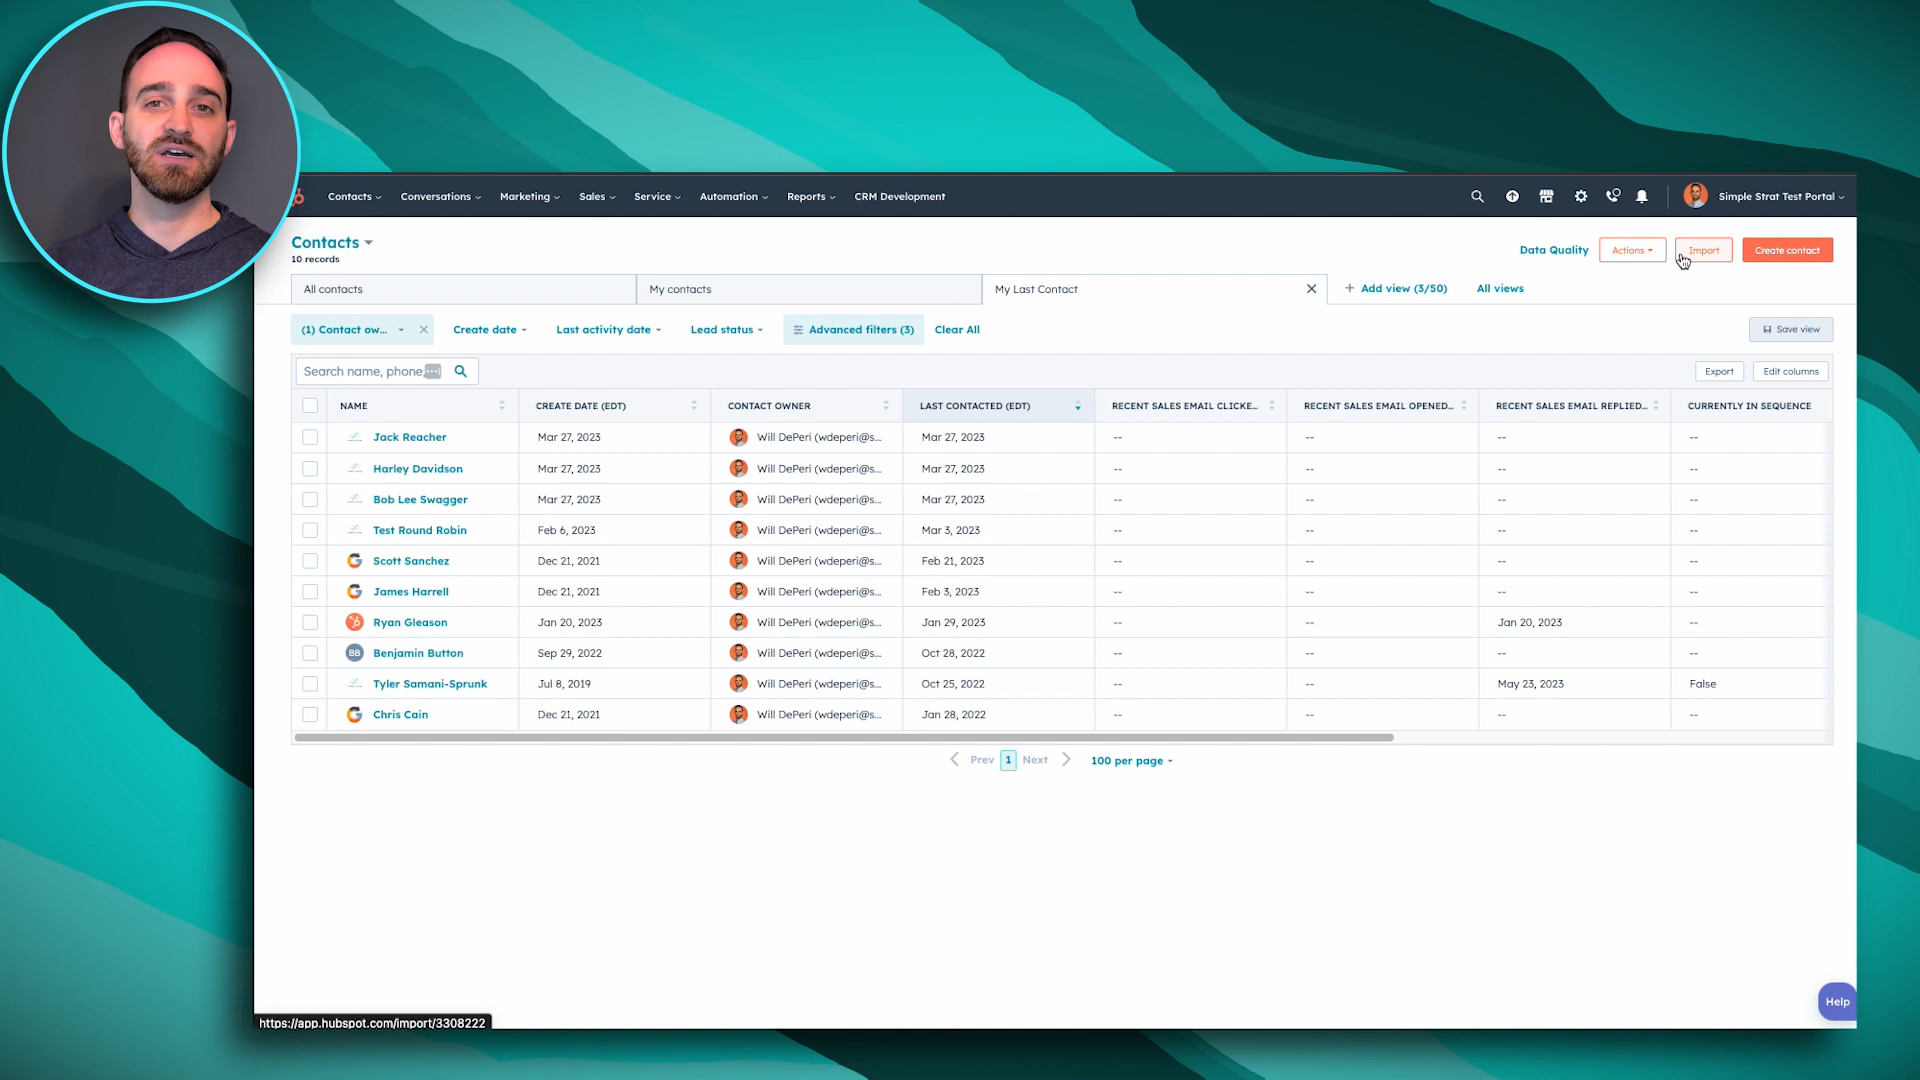 Contacts Conversations Marketing Sales Service Automation Reports CRM Development Simple Strat Test Portal
Contacts
10 records
Data Quality Actions Import Create contact
All contacts My contacts My Last Contact + Add view (3/50) All views
(1) Contact ow... Create date Last activity date Lead status Advanced filters (3) Clear All Save view
Search name, phone, Export Edit columns
NAME CREATE DATE (EDT) CONTACT OWNER LAST CONTACTED (EDT) RECENT SALES EMAIL CLICKE... RECENT SALES EMAIL OPENED... RECENT SALES EMAIL REPLIED... CURRENTLY IN SEQUENCE
Jack Reacher Mar 27, 2023 Will DePeri (wdeperi@s... Mar 27, 2023 -- -- -- --
Harley Davidson Mar 27, 2023 Will DePeri (wdeperi@s... Mar 27, 2023 -- -- -- --
Bob Lee Swagger Mar 27, 2023 Will DePeri (wdeperi@s... Mar 27, 2023 -- -- -- --
Test Round Robin Feb 6, 2023 Will DePeri (wdeperi@s... Mar 3, 2023 -- -- -- --
Scott Sanchez Dec 21, 2021 Will DePeri (wdeperi@s... Feb 21, 2023 -- -- -- --
James Harrell Dec 21, 2021 Will DePeri (wdeperi@s... Feb 3, 2023 -- -- -- --
Ryan Gleason Jan 20, 2023 Will DePeri (wdeperi@s... Jan 29, 2023 -- -- Jan 20, 2023 --
BB Benjamin Button Sep 29, 2022 Will DePeri (wdeperi@s... Oct 28, 2022 -- -- -- --
Tyler Samani-Sprunk Jul 8, 2019 Will DePeri (wdeperi@s... Oct 25, 2022 -- -- May 23, 2023 False
Chris Cain Dec 21, 2021 Will DePeri (wdeperi@s... Jan 28, 2022 -- -- -- --
Prev 1 Next 100 per page
Help
https://app.hubspot.com/import/3308222